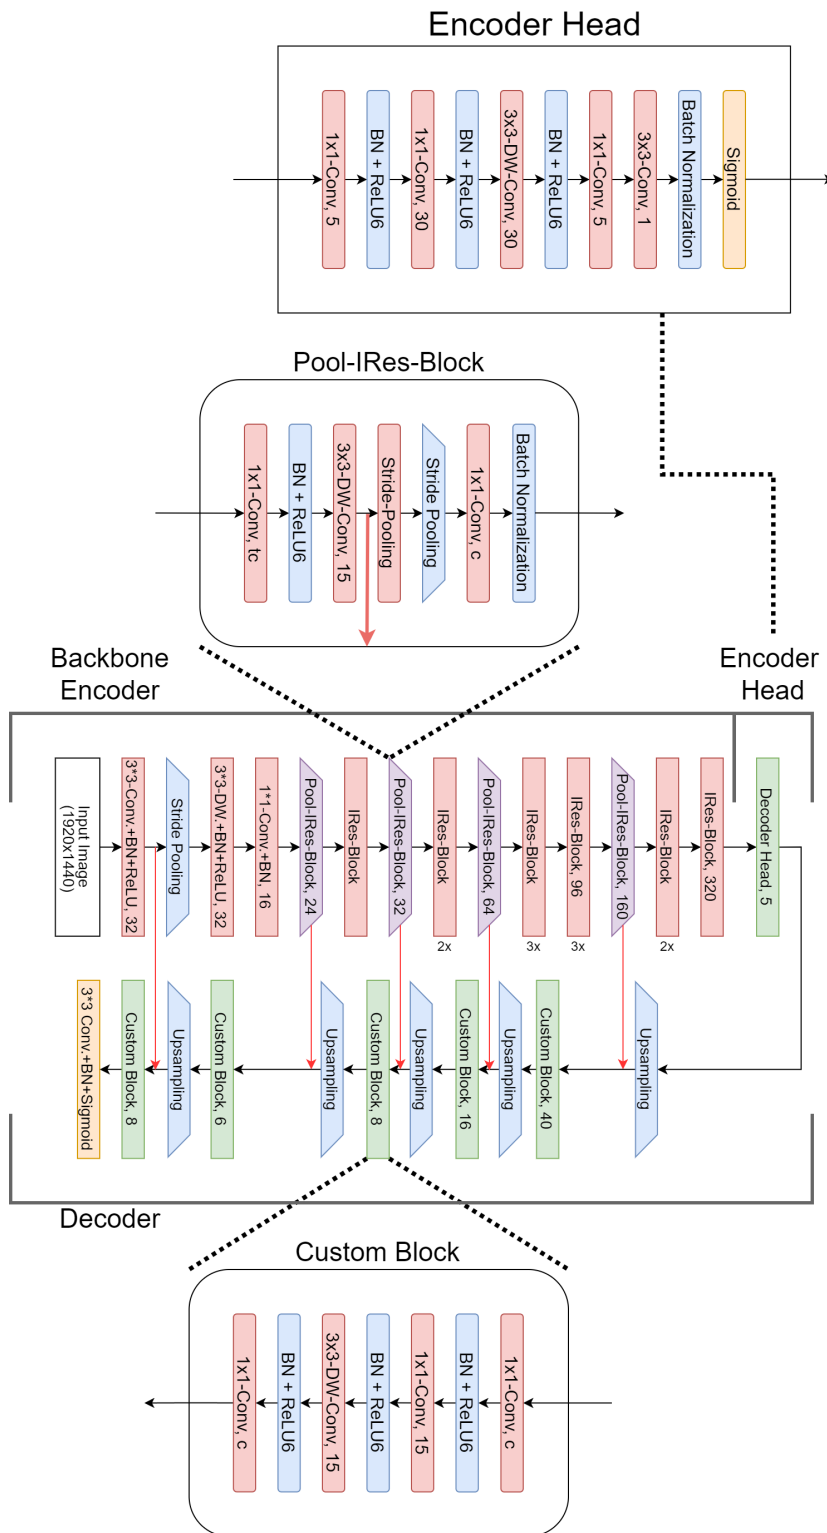 Encoder Head
1x1-Conv, 5
BN + ReLU6
1x1-Conv, 30
BN + ReLU6
3x3-DW-Conv, 30
BN + ReLU6
1x1-Conv, 5
3x3-Conv, 1
Batch Normalization
Sigmoid
Pool-IRes-Block
1x1-Conv, tc
BN + ReLU6
3x3-DW-Conv, 15
Stride-Pooling
Stride Pooling
1x1-Conv, c
Batch Normalization
Backbone
Encoder
Encoder
Head
Input Image
(1920x1440)
3*3-Conv.+BN+ReLU, 32
Stride Pooling
3*3-DW.+BN+ReLU, 32
1*1-Conv.+BN, 16
Pool-IRes-Block, 24
IRes-Block
Pool-IRes-Block, 32
IRes-Block
2x
Pool-IRes-Block, 64
IRes-Block
3x
IRes-Block, 96
3x
Pool-IRes-Block, 160
IRes-Block
2x
IRes-Block, 320
Decoder Head, 5
3*3 Conv.+BN+Sigmoid
Custom Block, 8
Upsampling
Custom Block, 6
Upsampling
Custom Block, 8
Upsampling
Custom Block, 16
Upsampling
Custom Block, 40
Upsampling
Decoder
Custom Block
1x1-Conv, c
BN + ReLU6
3x3-DW-Conv, 15
BN + ReLU6
1x1-Conv, 15
BN + ReLU6
1x1-Conv, c